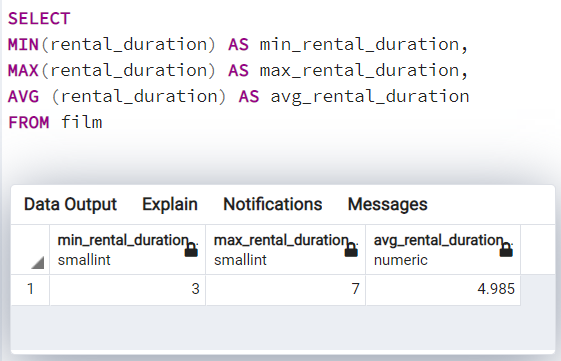 SELECT
MIN(rental_duration) AS min_rental_duration,
MAX(rental_duration) AS max_rental_duration,
AVG (rental_duration) AS avg_rental_duration
FROM film
Data Output Explain Notifications Messages
min_rental_duration max_rental_duration avg_rental_duration
smallint smallint numeric
1 3 7 4.985